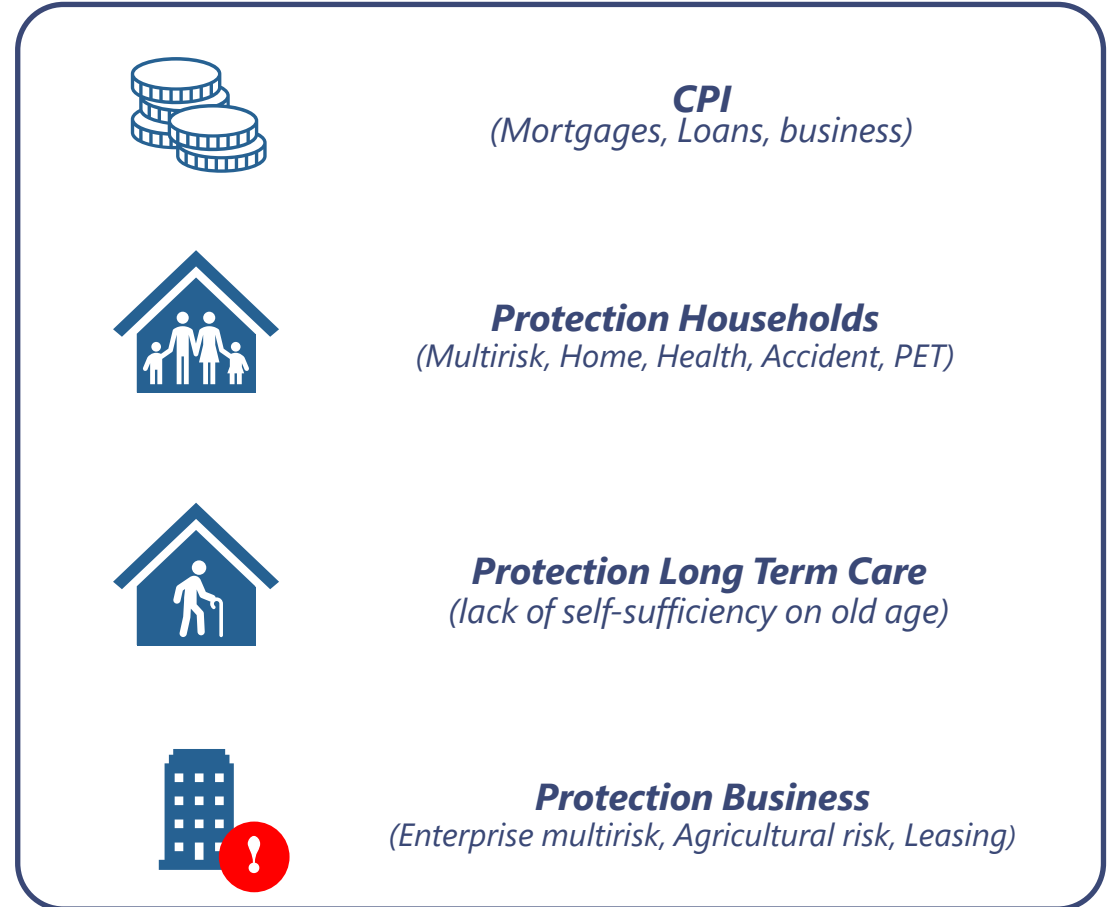 CPI
(Mortgages, Loans, business)
Protection Households
(Multirisk, Home, Health, Accident, PET)
Protection Long Term Care
(lack of self-sufficiency on old age)
Protection Business
(Enterprise multirisk, Agricultural risk, Leasing)
!